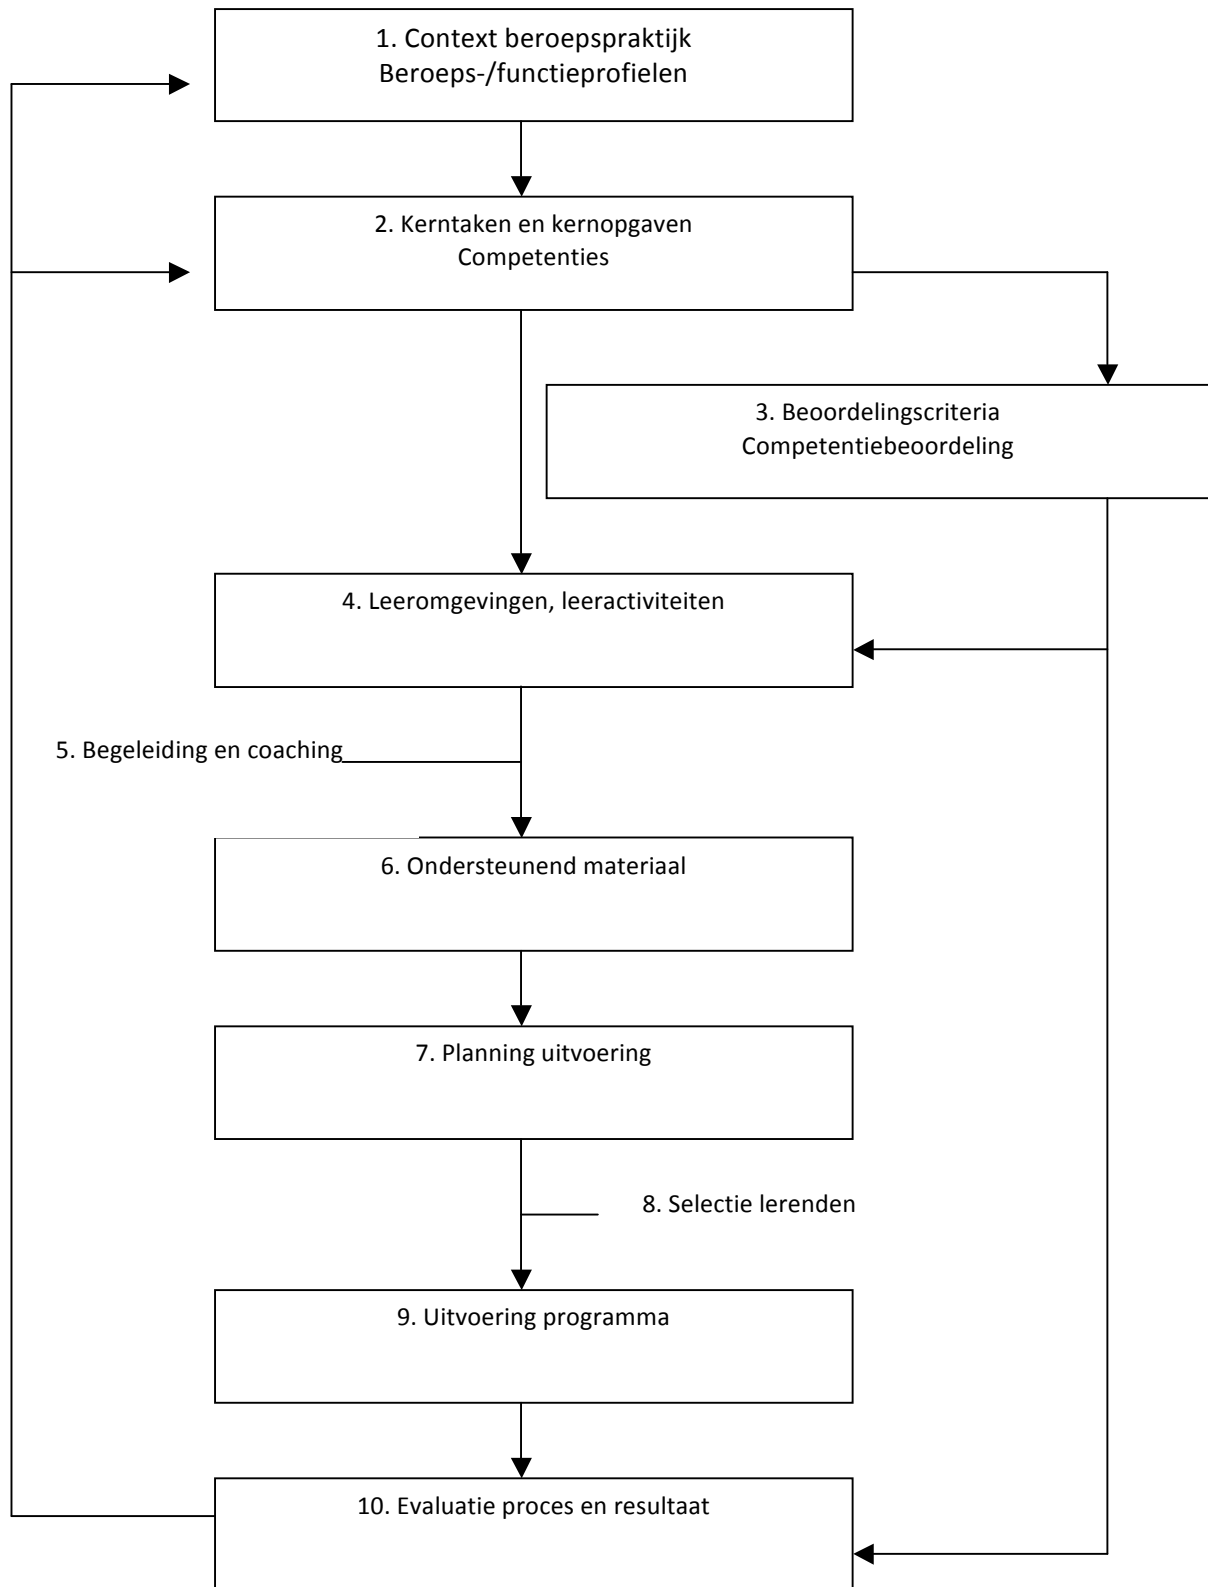 1. Context beroepspraktijk
Beroeps-/functieprofielen
2. Kerntaken en kernopgaven
Competenties
3. Beoordelingscriteria
Competentiebeoordeling
4. Leeromgevingen, leeractiviteiten
5. Begeleiding en coaching
6. Ondersteunend materiaal
7. Planning uitvoering
8. Selectie lerenden
9. Uitvoering programma
10. Evaluatie proces en resultaat